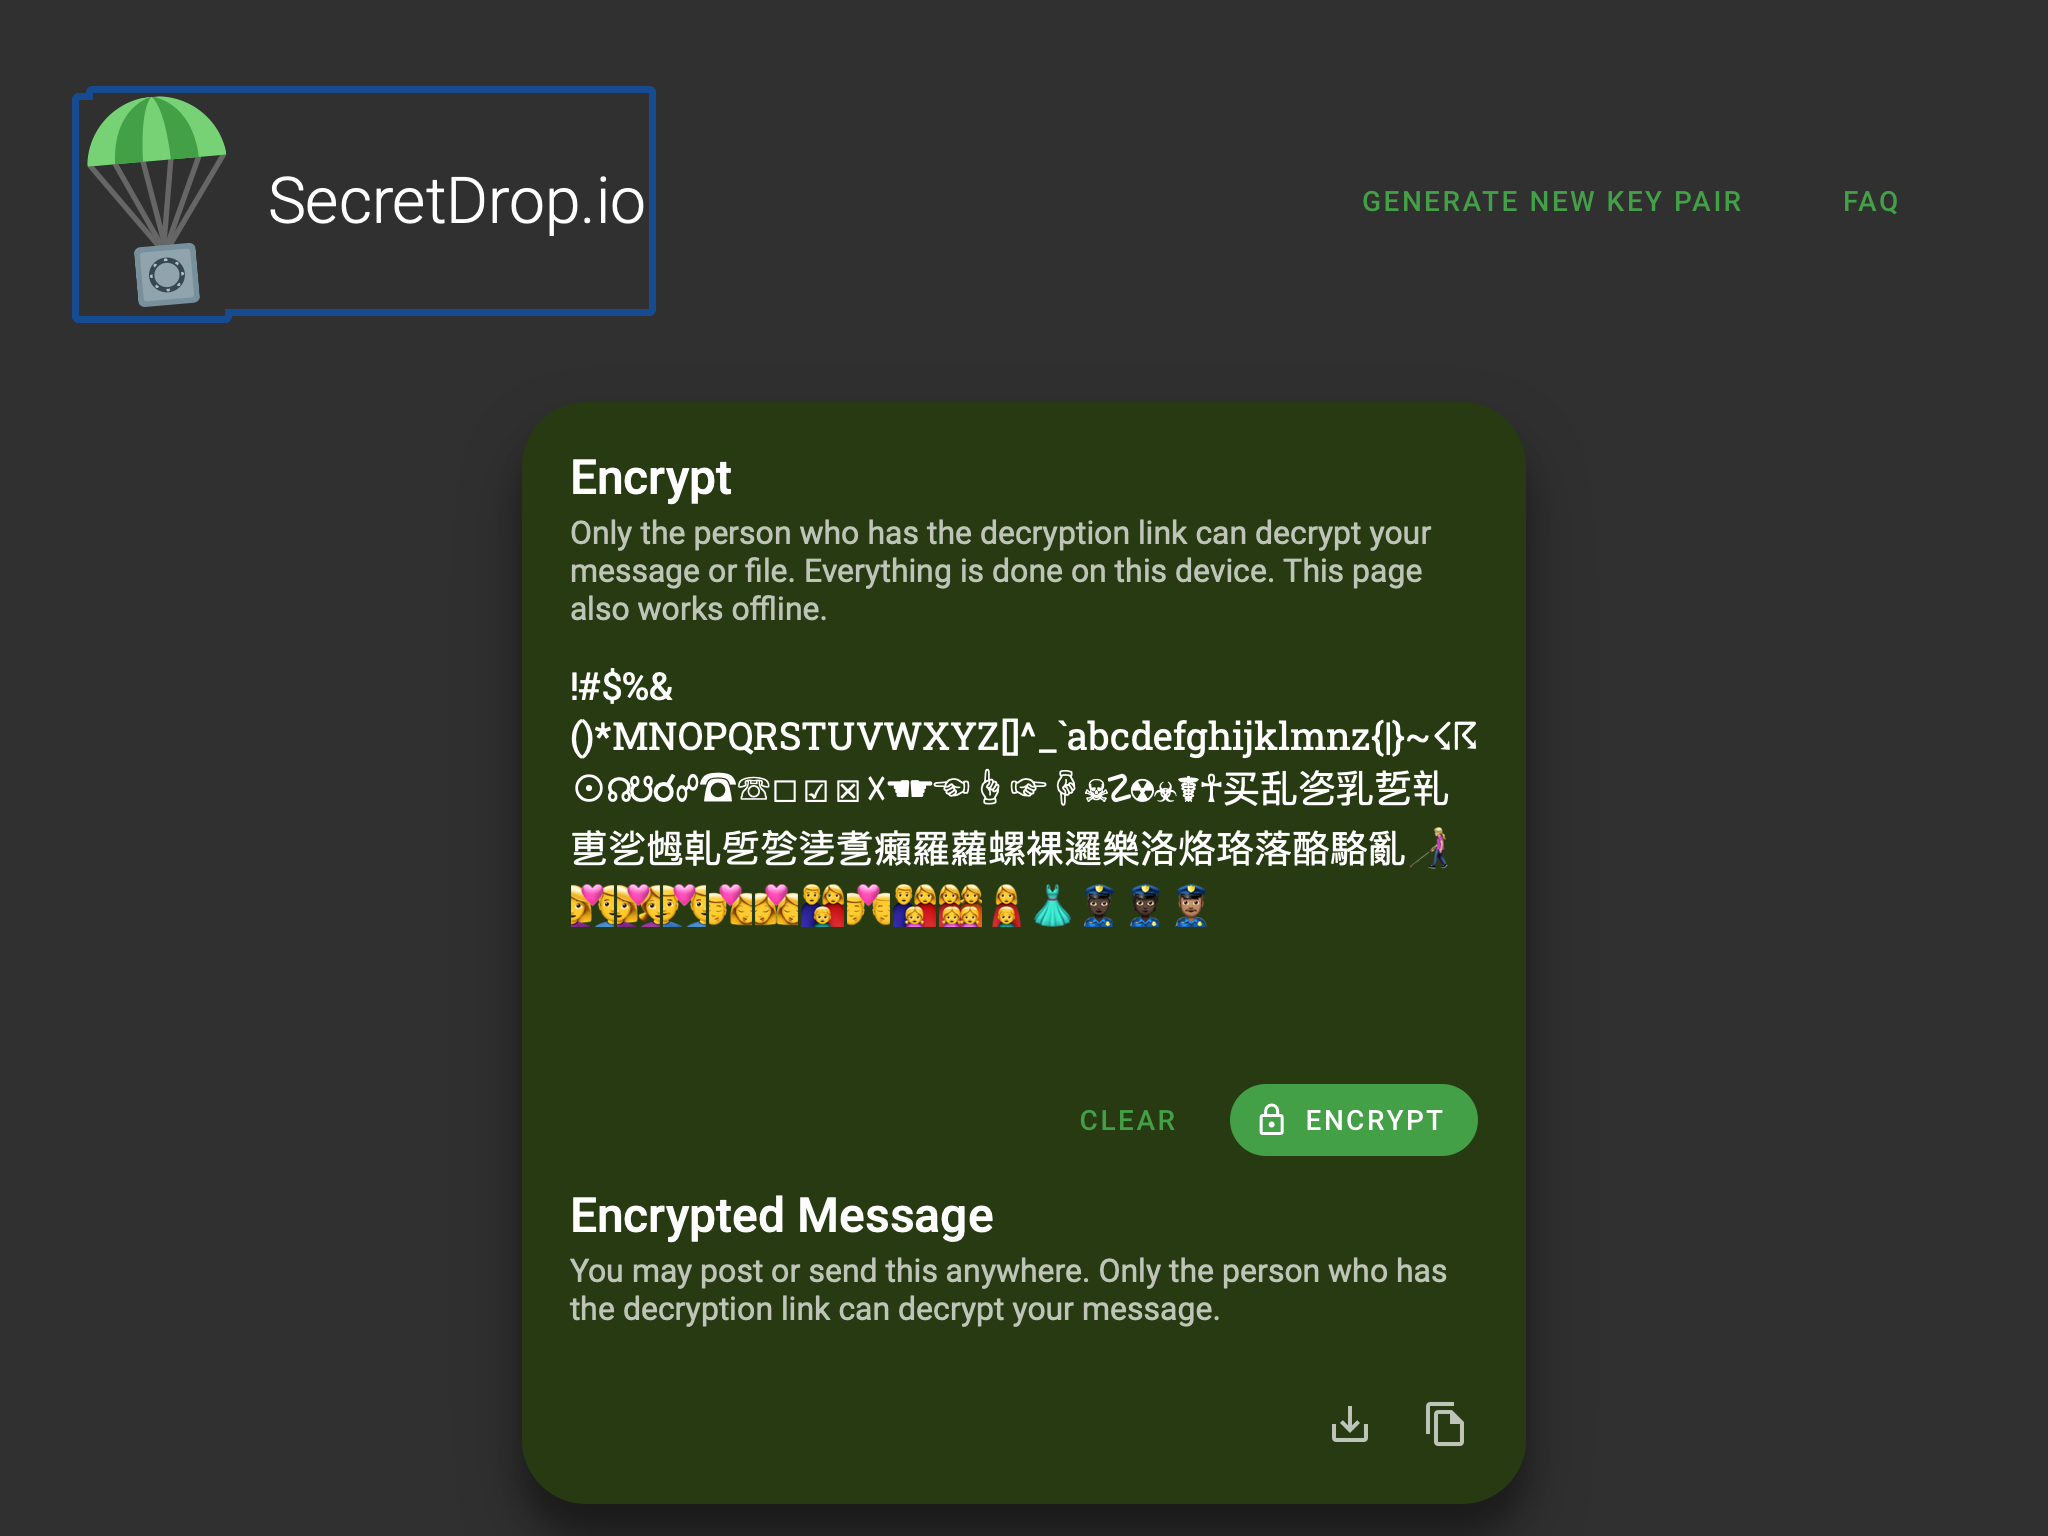 SecretDrop.io
GENERATE NEW KEY PAIR
FAQ
Encrypt
Only the person who has the decryption link can decrypt your
message or file. Everything is done on this device. This page
also works offline.
!#$%&
()*MNOPQRSTUVWXYZ[]^_`abcdefghijklmnz{|}~☇☈
☉☊☋☌☍☎☏☐☑☒☓☚☛☜☝☞☟☠☡☢☣☤☥买乱乲乳乴乵
乶乷乸乹乺乻乼乽癩羅蘿螺裸邏樂洛烙珞落酪駱亂
CLEAR
ENCRYPT
Encrypted Message
You may post or send this anywhere. Only the person who has
the decryption link can decrypt your message.